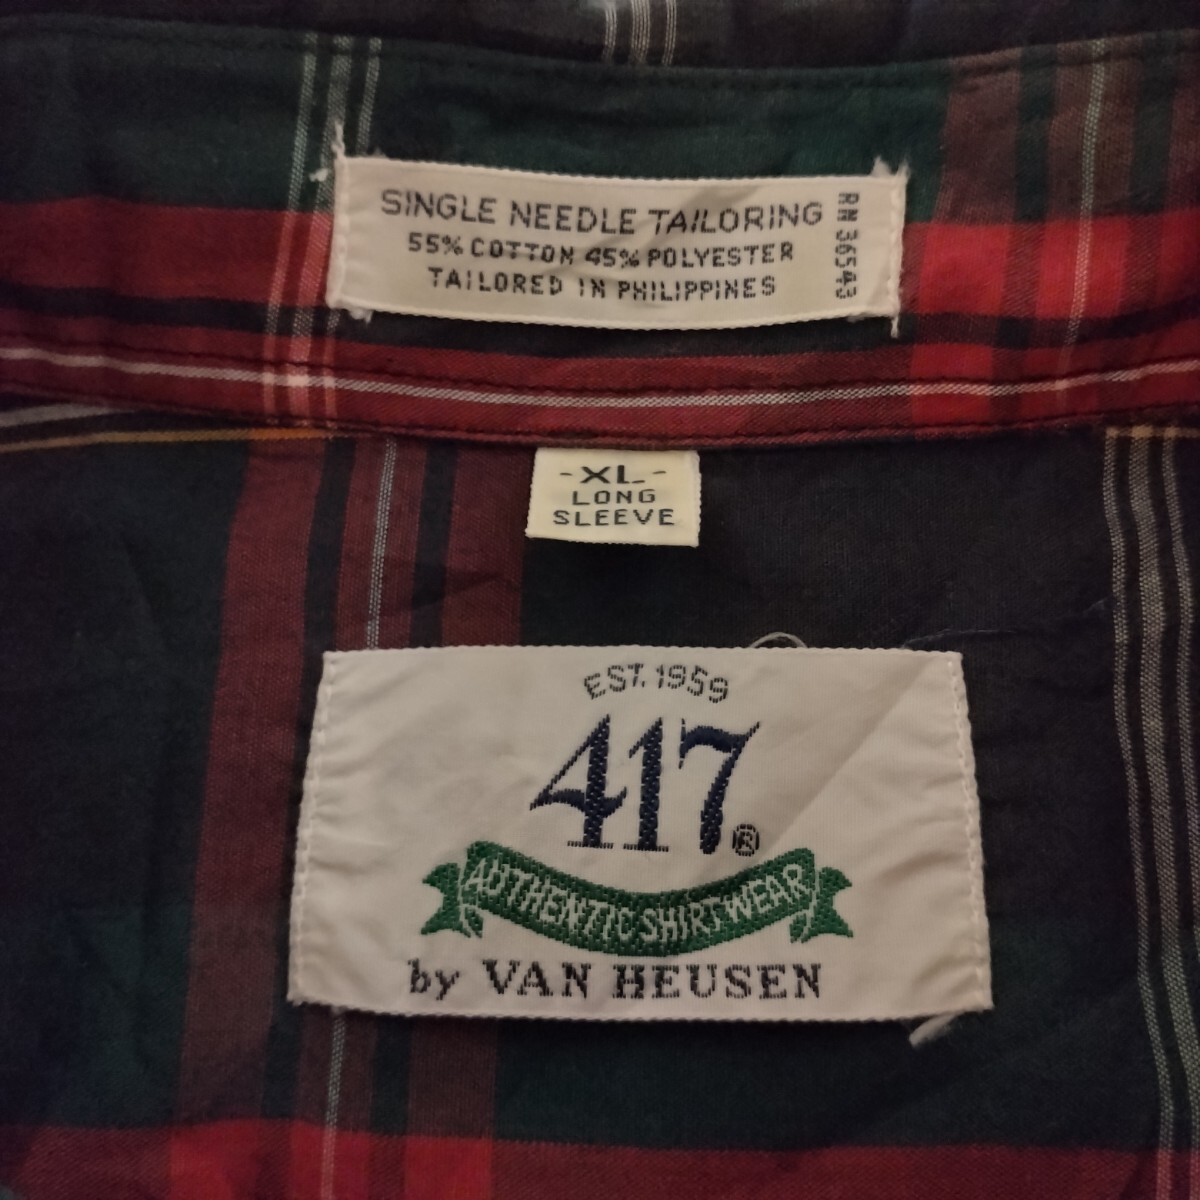 SINGLE NEEDLE TAILORING
55% COTTON 45% POLYESTER
TAILORED IN PHILIPPINES
RN 36543
-XL-
LONG
SLEEVE
EST. 1959
417®
AUTHENTIC SHIRTWEAR
by VAN HEUSEN